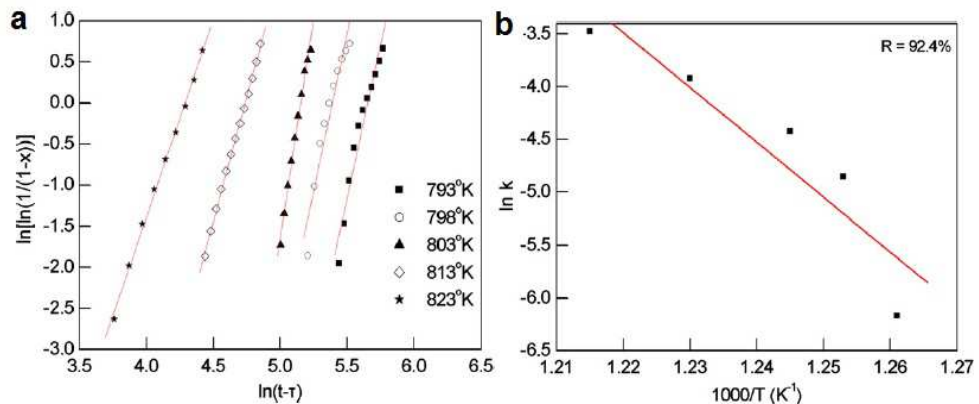 a
1.0
0.5
0.0
-0.5
-1.0
-1.5
-2.0
-2.5
-3.0
ln[ln(1/(1-x))]
793°K
798°K
803°K
813°K
823°K
3.5 4.0 4.5 5.0 5.5 6.0 6.5
ln(t-τ)
b
R = 92.4%
-3.5
-4.0
-4.5
-5.0
-5.5
-6.0
-6.5
ln k
1.21 1.22 1.23 1.24 1.25 1.26 1.27
1000/T (K⁻¹)